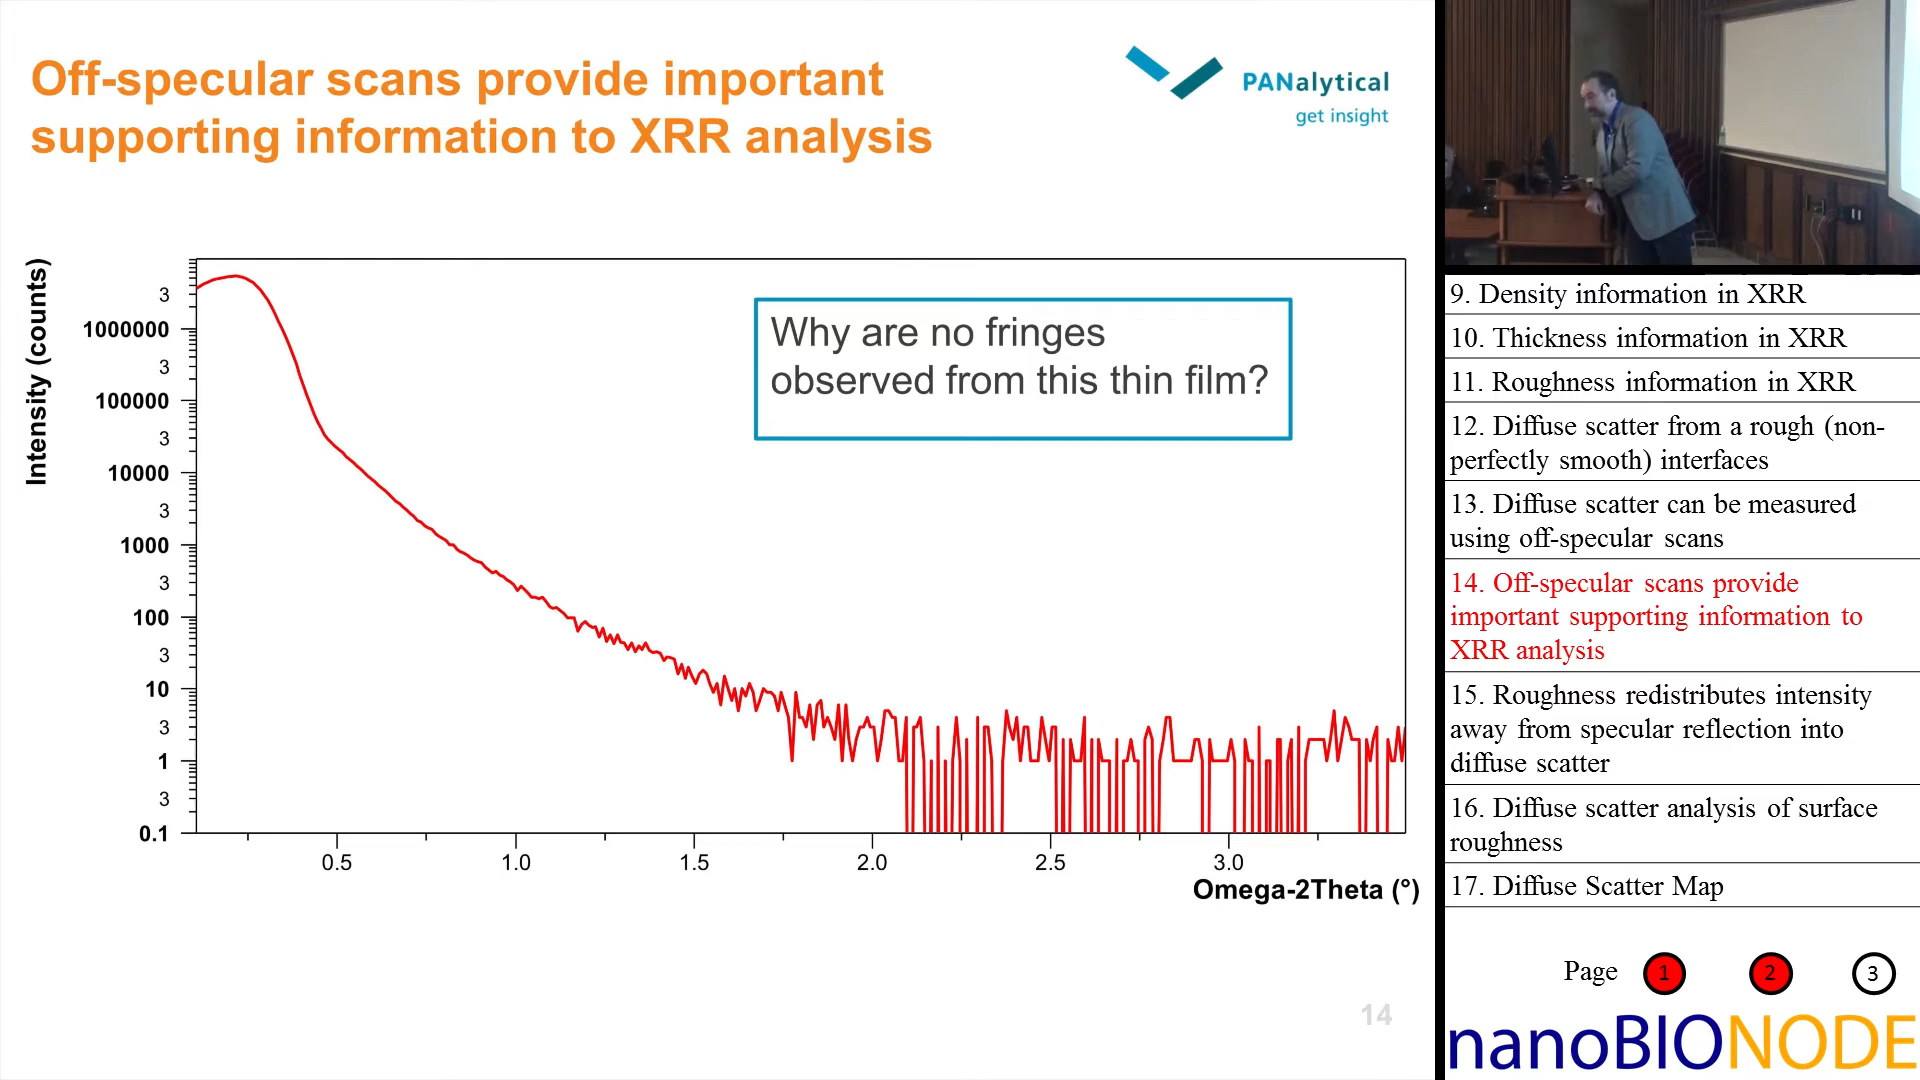 Off-specular scans provide important
supporting information to XRR analysis
PANalytical
get insight
Intensity (counts)
3
1000000
3
100000
3
10000
3
1000
3
100
3
10
3
1
3
0.1
Why are no fringes
observed from this thin film?
0.5
1.0
1.5
2.0
2.5
3.0
Omega-2Theta (°)
14
9. Density information in XRR
10. Thickness information in XRR
11. Roughness information in XRR
12. Diffuse scatter from a rough (non-
perfectly smooth) interfaces
13. Diffuse scatter can be measured
using off-specular scans
14. Off-specular scans provide
important supporting information to
XRR analysis
15. Roughness redistributes intensity
away from specular reflection into
diffuse scatter
16. Diffuse scatter analysis of surface
roughness
17. Diffuse Scatter Map
Page 1 2 3
nanoBIONODE